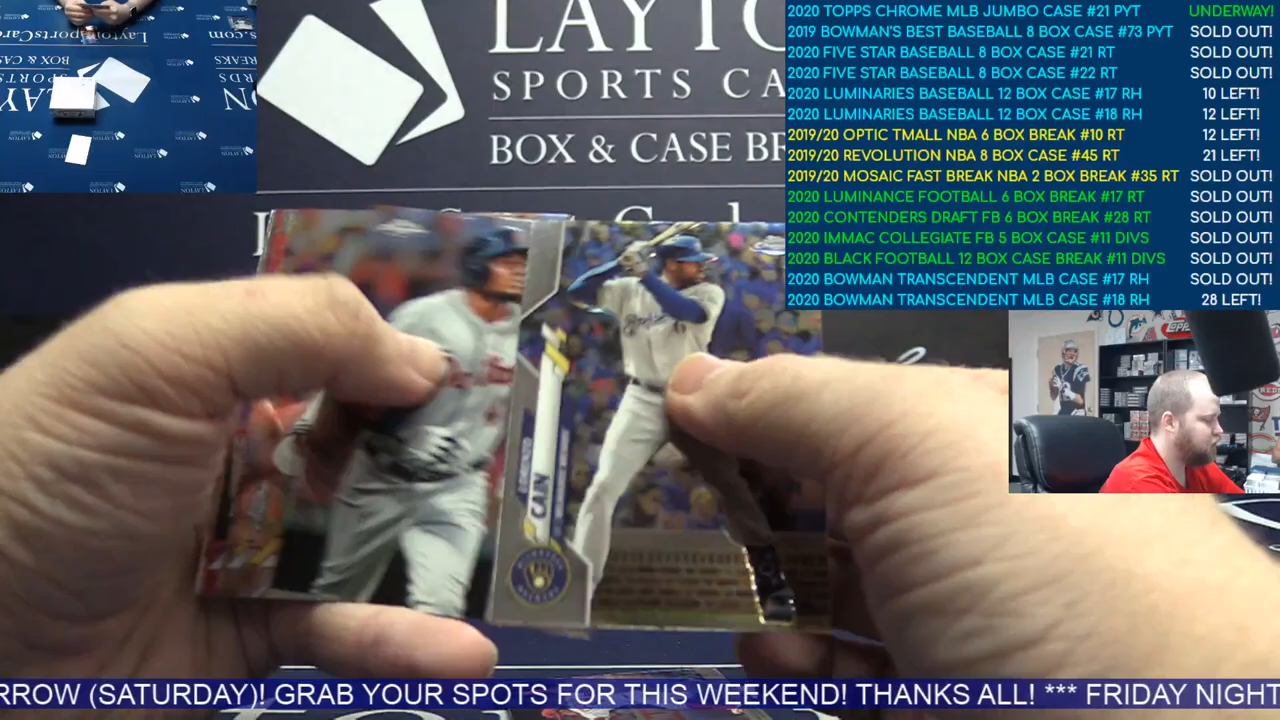 LAYTO
SPORTS CA
BOX & CASE BR
2020 TOPPS CHROME MLB JUMBO CASE #21 PYT UNDERWAY!
2019 BOWMAN'S BEST BASEBALL 8 BOX CASE #73 PYT SOLD OUT!
2020 FIVE STAR BASEBALL 8 BOX CASE #21 RT SOLD OUT!
2020 FIVE STAR BASEBALL 8 BOX CASE #22 RT SOLD OUT!
2020 LUMINARIES BASEBALL 12 BOX CASE #17 RH 10 LEFT!
2020 LUMINARIES BASEBALL 12 BOX CASE #18 RH 12 LEFT!
2019/20 OPTIC TMALL NBA 6 BOX BREAK #10 RT 12 LEFT!
2019/20 REVOLUTION NBA 8 BOX CASE #45 RT 21 LEFT!
2019/20 MOSAIC FAST BREAK NBA 2 BOX BREAK #35 RT SOLD OUT!
2020 LUMINANCE FOOTBALL 6 BOX BREAK #17 RT SOLD OUT!
2020 CONTENDERS DRAFT FB 6 BOX BREAK #28 RT SOLD OUT!
2020 IMMAC COLLEGIATE FB 5 BOX CASE #11 DIVS SOLD OUT!
2020 BLACK FOOTBALL 12 BOX CASE BREAK #11 DIVS SOLD OUT!
2020 BOWMAN TRANSCENDENT MLB CASE #17 RH SOLD OUT!
2020 BOWMAN TRANSCENDENT MLB CASE #18 RH 28 LEFT!
LORENZO
CAIN
RROW (SATURDAY)! GRAB YOUR SPOTS FOR THIS WEEKEND! THANKS ALL! *** FRIDAY NIGHT